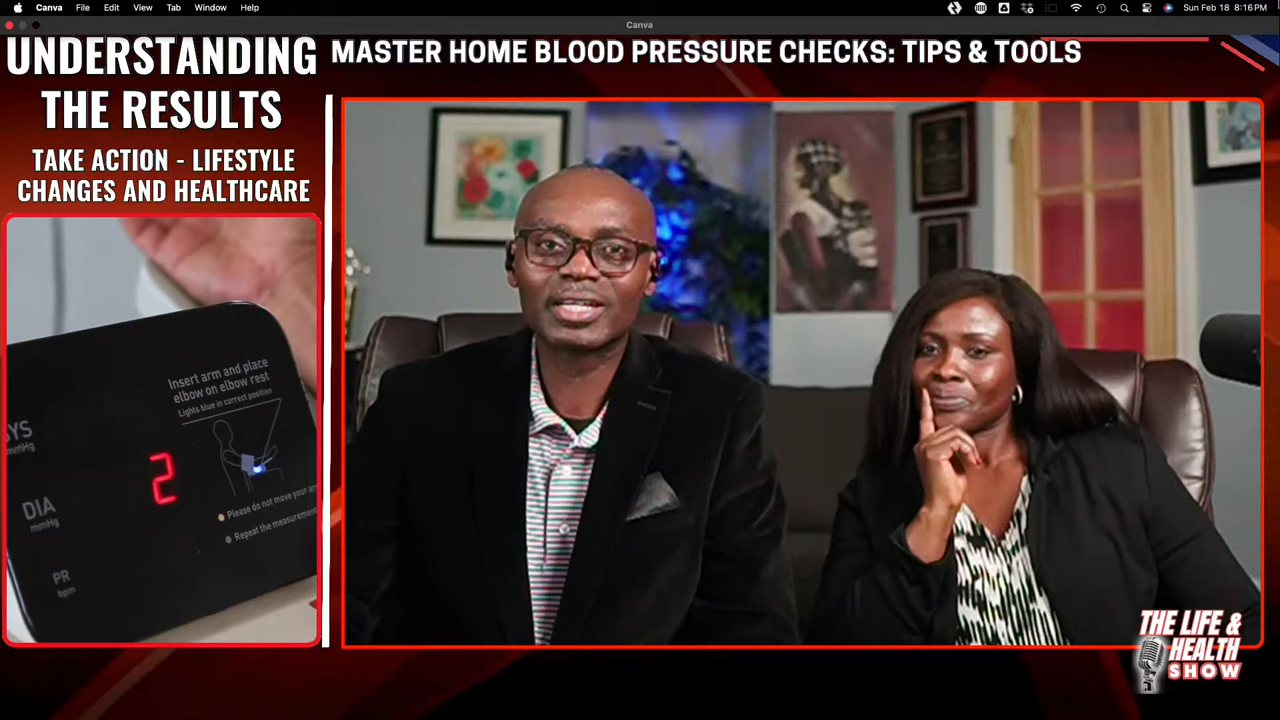 Canva File Edit View Tab Window Help
Sun Feb 18 8:16 PM
Canva
UNDERSTANDING
THE RESULTS
TAKE ACTION - LIFESTYLE
CHANGES AND HEALTHCARE
MASTER HOME BLOOD PRESSURE CHECKS: TIPS & TOOLS
Insert arm and place
elbow on elbow rest
Lights blue in correct position
SYS
mmHg
2
DIA
mmHg
Please do not move your
Repeat the measurement
PR
bpm
THE LIFE &
HEALTH
SHOW